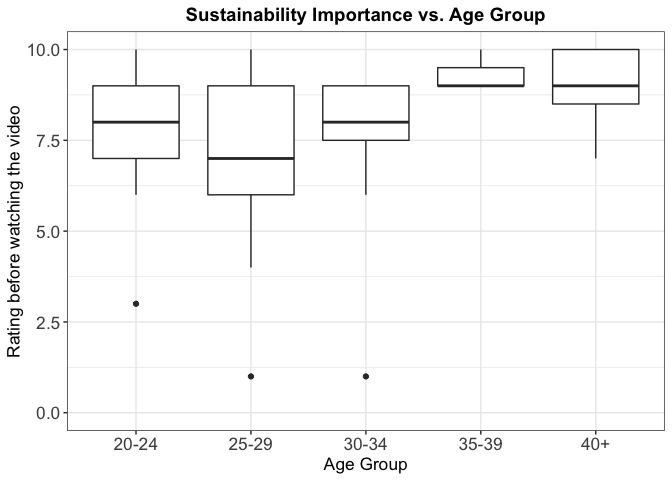 Sustainability Importance vs. Age Group
Rating before watching the video
10.0
7.5
5.0
2.5
0.0
20-24 25-29 30-34 35-39 40+
Age Group